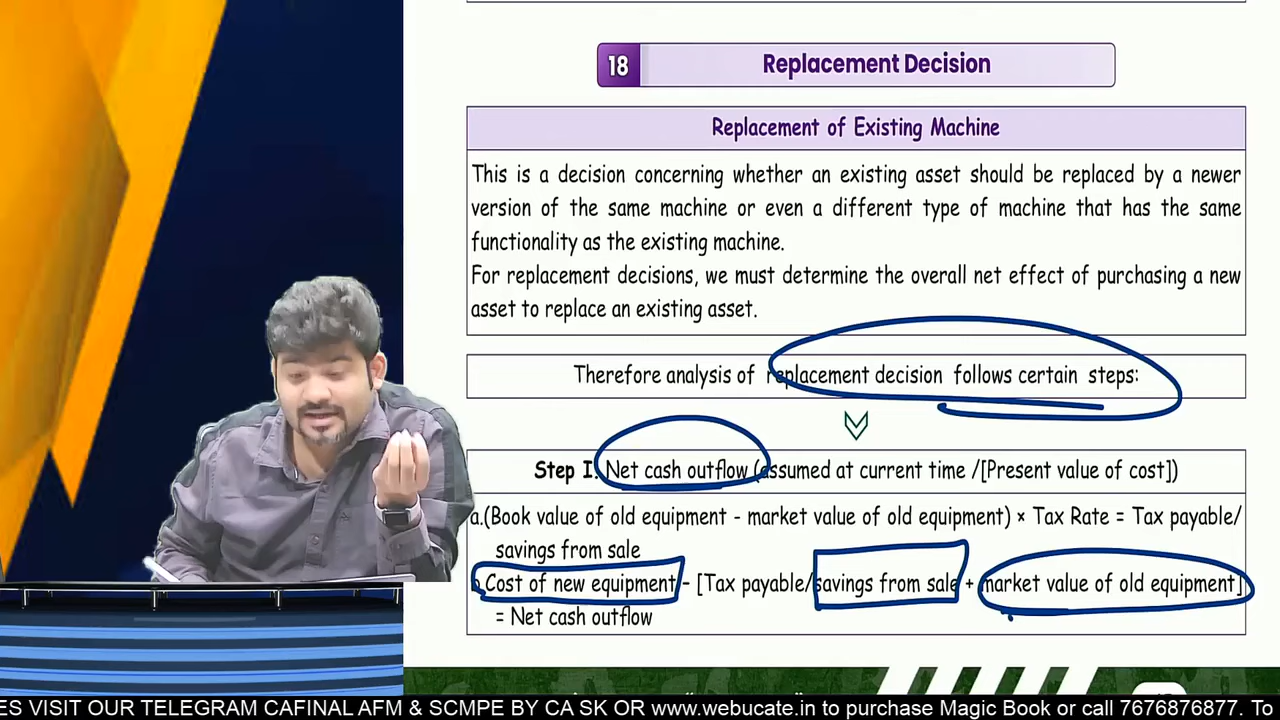 18 Replacement Decision
Replacement of Existing Machine
This is a decision concerning whether an existing asset should be replaced by a newer
version of the same machine or even a different type of machine that has the same
functionality as the existing machine.
For replacement decisions, we must determine the overall net effect of purchasing a new
asset to replace an existing asset.
Therefore analysis of replacement decision follows certain steps:
Step I. Net cash outflow (assumed at current time /[Present value of cost])
a.(Book value of old equipment - market value of old equipment) × Tax Rate = Tax payable/
savings from sale
Cost of new equipment - [Tax payable/savings from sale + market value of old equipment]
= Net cash outflow
ES VISIT OUR TELEGRAM CAFINAL AFM & SCMPE BY CA SK OR www.webucate.in to purchase Magic Book or call 7676876877. To